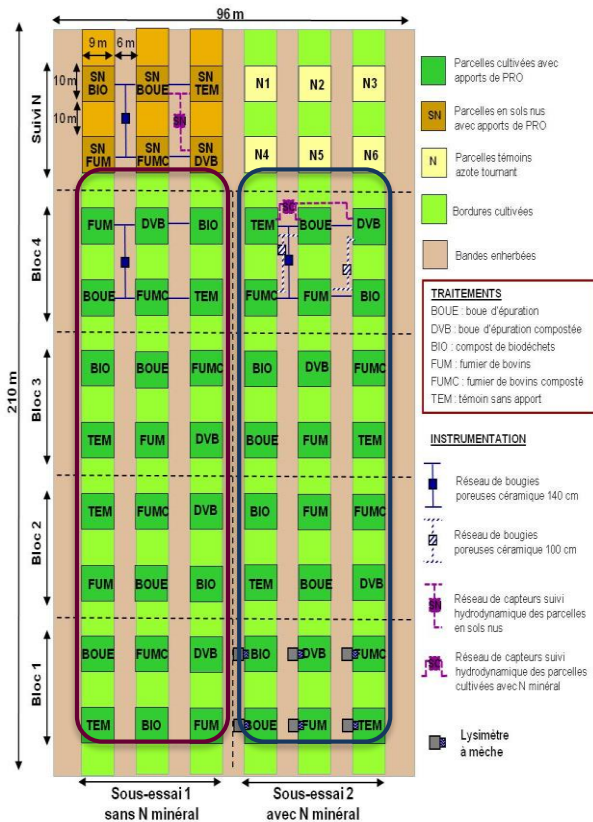 96 m
9 m
6 m
10 m
10 m
210 m
Suivi N
SN BIO
SN BOUE
SN TEM
SN
SN FUM
SN FUMC
SN DVB
N1
N2
N3
N4
N5
N6
Bloc 4
FUM
DVB
BIO
TEM
SC
BOUE
DVB
BOUE
FUMC
TEM
FUMC
FUM
BIO
Bloc 3
BIO
BOUE
FUMC
BIO
DVB
FUMC
TEM
FUM
DVB
BOUE
FUM
TEM
Bloc 2
TEM
FUMC
DVB
BIO
FUM
FUMC
FUM
BOUE
BIO
TEM
BOUE
DVB
Bloc 1
BOUE
FUMC
DVB
BIO
DVB
FUMC
TEM
BIO
FUM
BOUE
FUM
TEM
Sous-essai 1
sans N minéral
Sous-essai 2
avec N minéral
Parcelles cultivées avec
apports de PRO
SN
Parcelles en sols nus
avec apports de PRO
N
Parcelles témoins
azote tournant
Bordures cultivées
Bandes enherbées
TRAITEMENTS
BOUE : boue d'épuration
DVB : boue d'épuration compostée
BIO : compost de biodéchets
FUM : fumier de bovins
FUMC : fumier de bovins composté
TEM : témoin sans apport
INSTRUMENTATION
Réseau de bougies
poreuses céramique 140 cm
Réseau de bougies
poreuses céramique 100 cm
SN
Réseau de capteurs suivi
hydrodynamique des parcelles
en sols nus
SC
Réseau de capteurs suivi
hydrodynamique des parcelles
cultivées avec N minéral
Lysimètre
à mèche